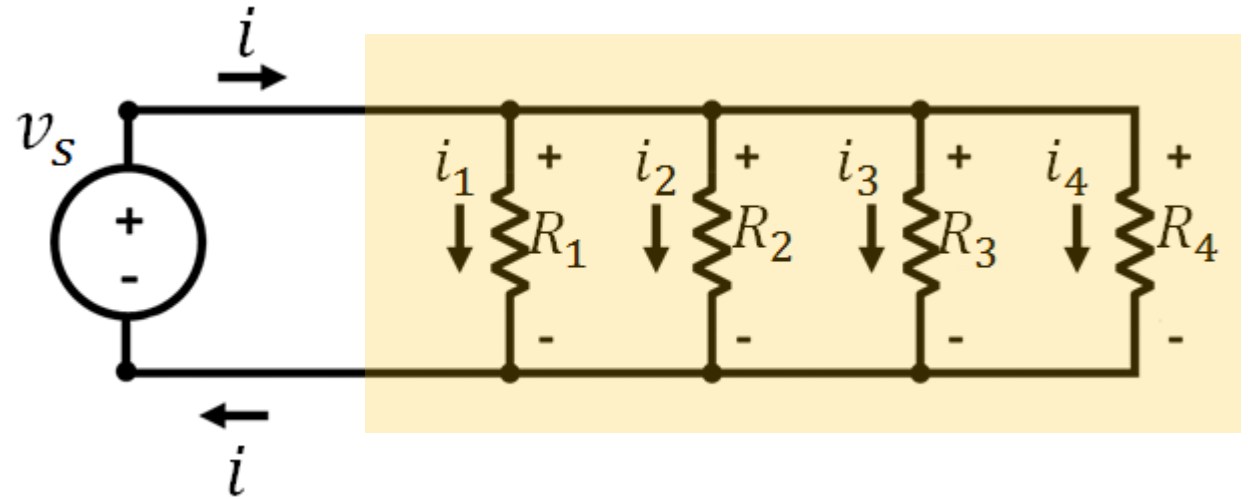 i
v_s
+
-
i_1 + i_2 + i_3 + i_4 +
R_1 R_2 R_3 R_4
- - - -
i